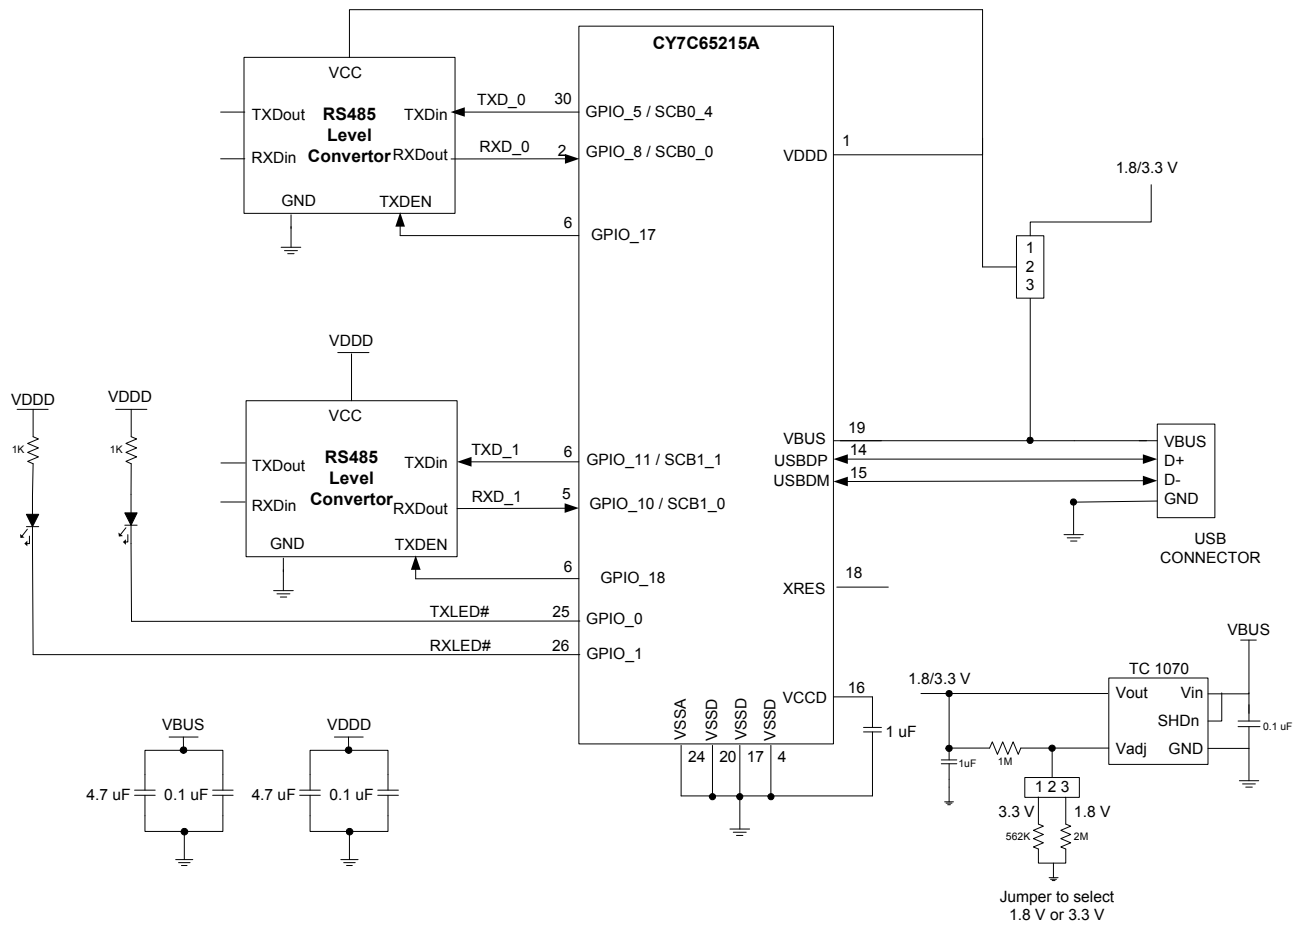 CY7C65215A
VCC
TXDout
RS485
Level
Convertor
TXDin
RXDin
RXDout
GND
TXDEN
TXD_0
30
GPIO_5 / SCB0_4
RXD_0
2
GPIO_8 / SCB0_0
6
GPIO_17
VDDD
1
1.8/3.3 V
1
2
3
VDDD
VDDD
VDDD
1K
1K
VCC
TXDout
RS485
Level
Convertor
TXDin
RXDin
RXDout
GND
TXDEN
TXD_1
6
GPIO_11 / SCB1_1
RXD_1
5
GPIO_10 / SCB1_0
6
GPIO_18
TXLED#
25
GPIO_0
RXLED#
26
GPIO_1
VBUS
19
USBDP
14
USBDM
15
VBUS
D+
D-
GND
USB
CONNECTOR
XRES
18
VCCD
16
1 uF
VSSA
VSSD
VSSD
VSSD
24
20
17
4
VBUS
4.7 uF
0.1 uF
VDDD
4.7 uF
0.1 uF
VBUS
TC 1070
1.8/3.3 V
Vout
Vin
SHDn
Vadj
GND
0.1 uF
1uF
1M
1 2 3
3.3 V
1.8 V
562K
2M
Jumper to select
1.8 V or 3.3 V